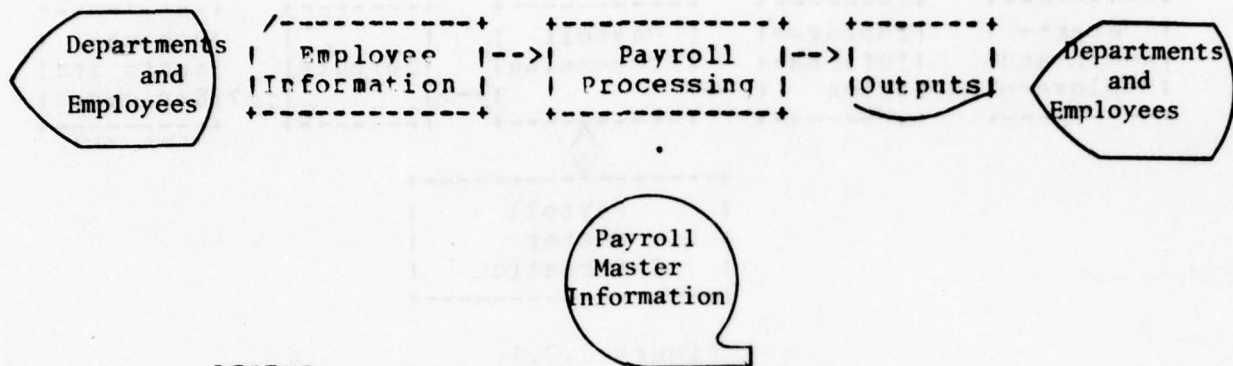 Departments
and
Employees
Employee
Information
Payroll
Processing
Outputs
Departments
and
Employees
Payroll
Master
Information